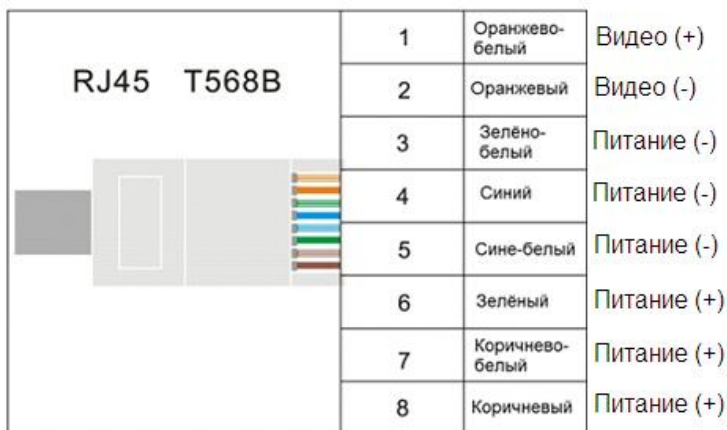 RJ45 T568B
1 Оранжево-
белый Видео (+)
2 Оранжевый Видео (-)
3 Зелёно-
белый Питание (-)
4 Синий Питание (-)
5 Сине-белый Питание (-)
6 Зелёный Питание (+)
7 Коричнево-
белый Питание (+)
8 Коричневый Питание (+)